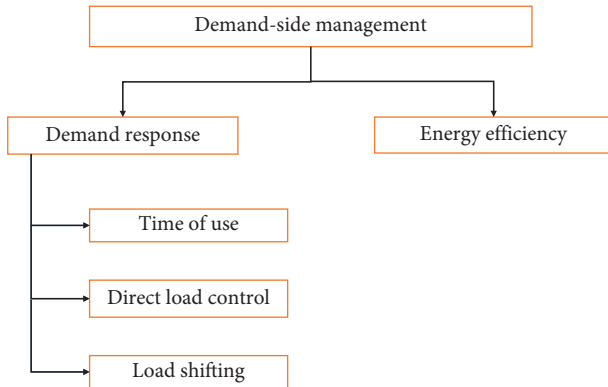 Demand-side management
Demand response
Energy efficiency
Time of use
Direct load control
Load shifting